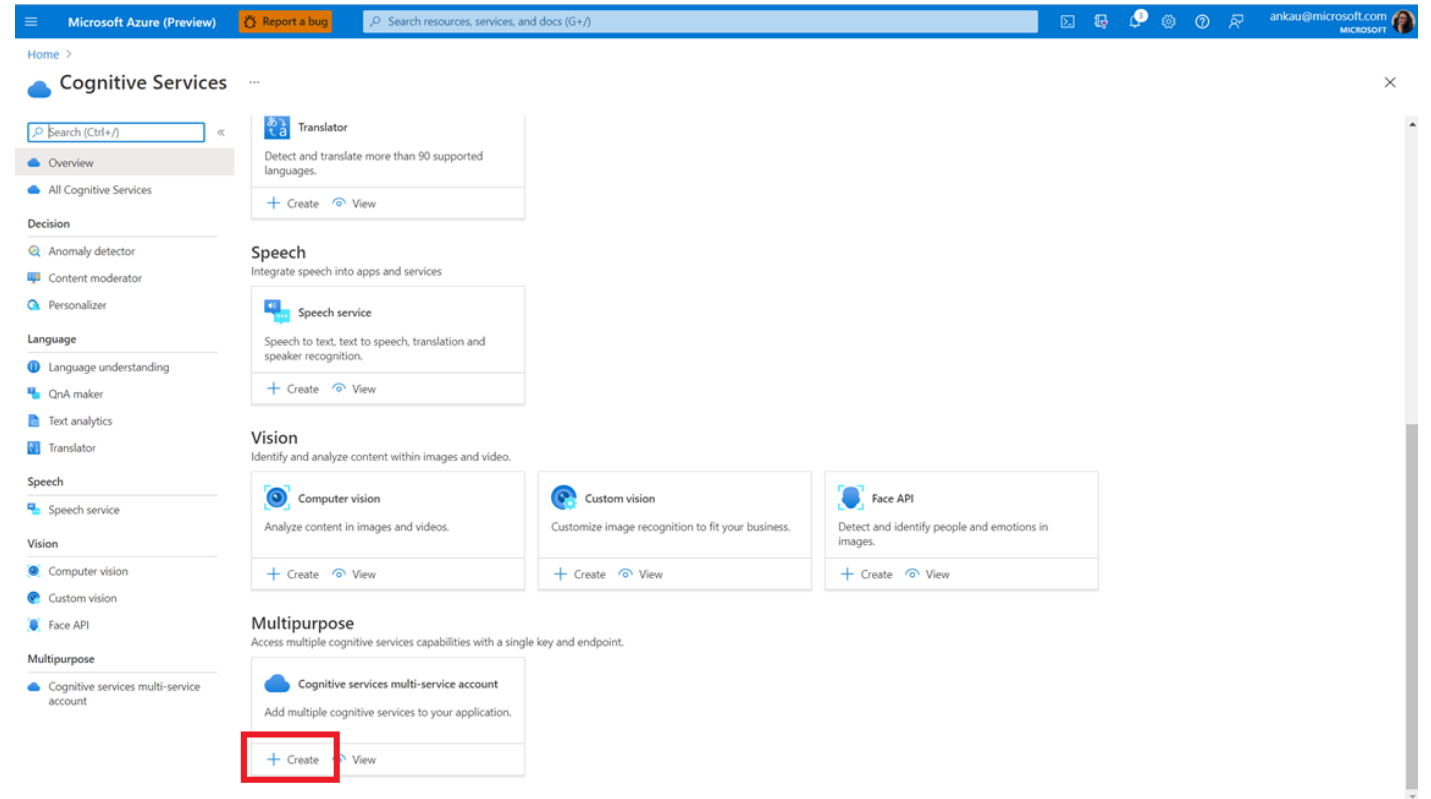 Microsoft Azure (Preview)
Report a bug
Search resources, services, and docs (G+/)
3
ankau@microsoft.com
MICROSOFT
Home >
Cognitive Services
...
Search (Ctrl+/)
«
Overview
All Cognitive Services
Decision
Anomaly detector
Content moderator
Personalizer
Language
Language understanding
QnA maker
Text analytics
Translator
Speech
Speech service
Vision
Computer vision
Custom vision
Face API
Multipurpose
Cognitive services multi-service
account
Translator
Detect and translate more than 90 supported
languages.
+ Create View
Speech
Integrate speech into apps and services
Speech service
Speech to text, text to speech, translation and
speaker recognition.
+ Create View
Vision
Identify and analyze content within images and video.
Computer vision
Analyze content in images and videos.
+ Create View
Custom vision
Customize image recognition to fit your business.
+ Create View
Face API
Detect and identify people and emotions in
images.
+ Create View
Multipurpose
Access multiple cognitive services capabilities with a single key and endpoint.
Cognitive services multi-service account
Add multiple cognitive services to your application.
+ Create View